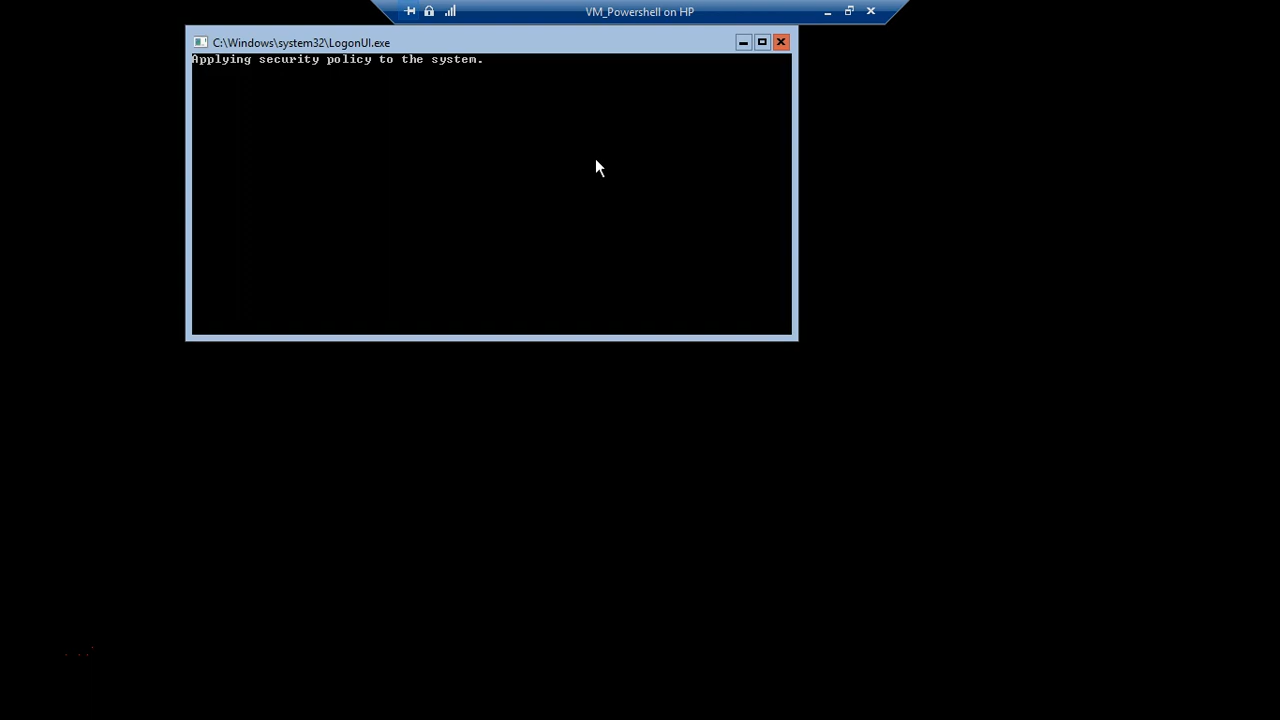 VM_Powershell on HP
C:\Windows\system32\LogonUI.exe
Applying security policy to the system.